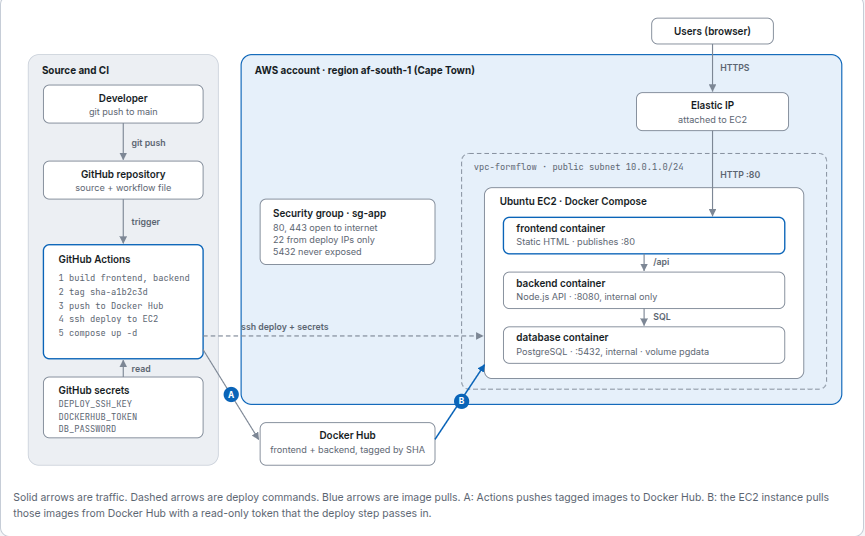 Users (browser)
Source and CI
AWS account · region af-south-1 (Cape Town)
HTTPS
Developer
git push to main
Elastic IP
attached to EC2
git push
vpc-formflow · public subnet 10.0.1.0/24
HTTP :80
GitHub repository
source + workflow file
Ubuntu EC2 · Docker Compose
trigger
Security group · sg-app
80, 443 open to internet
22 from deploy IPs only
5432 never exposed
frontend container
Static HTML · publishes :80
/api
GitHub Actions
1 build frontend, backend
2 tag sha-a1b2c3d
3 push to Docker Hub
4 ssh deploy to EC2
5 compose up -d
backend container
Node.js API · :8080, internal only
SQL
ssh deploy + secrets
database container
PostgreSQL · :5432, internal · volume pgdata
read
GitHub secrets
DEPLOY_SSH_KEY
DOCKERHUB_TOKEN
DB_PASSWORD
A
B
Docker Hub
frontend + backend, tagged by SHA
Solid arrows are traffic. Dashed arrows are deploy commands. Blue arrows are image pulls. A: Actions pushes tagged images to Docker Hub. B: the EC2 instance pulls
those images from Docker Hub with a read-only token that the deploy step passes in.